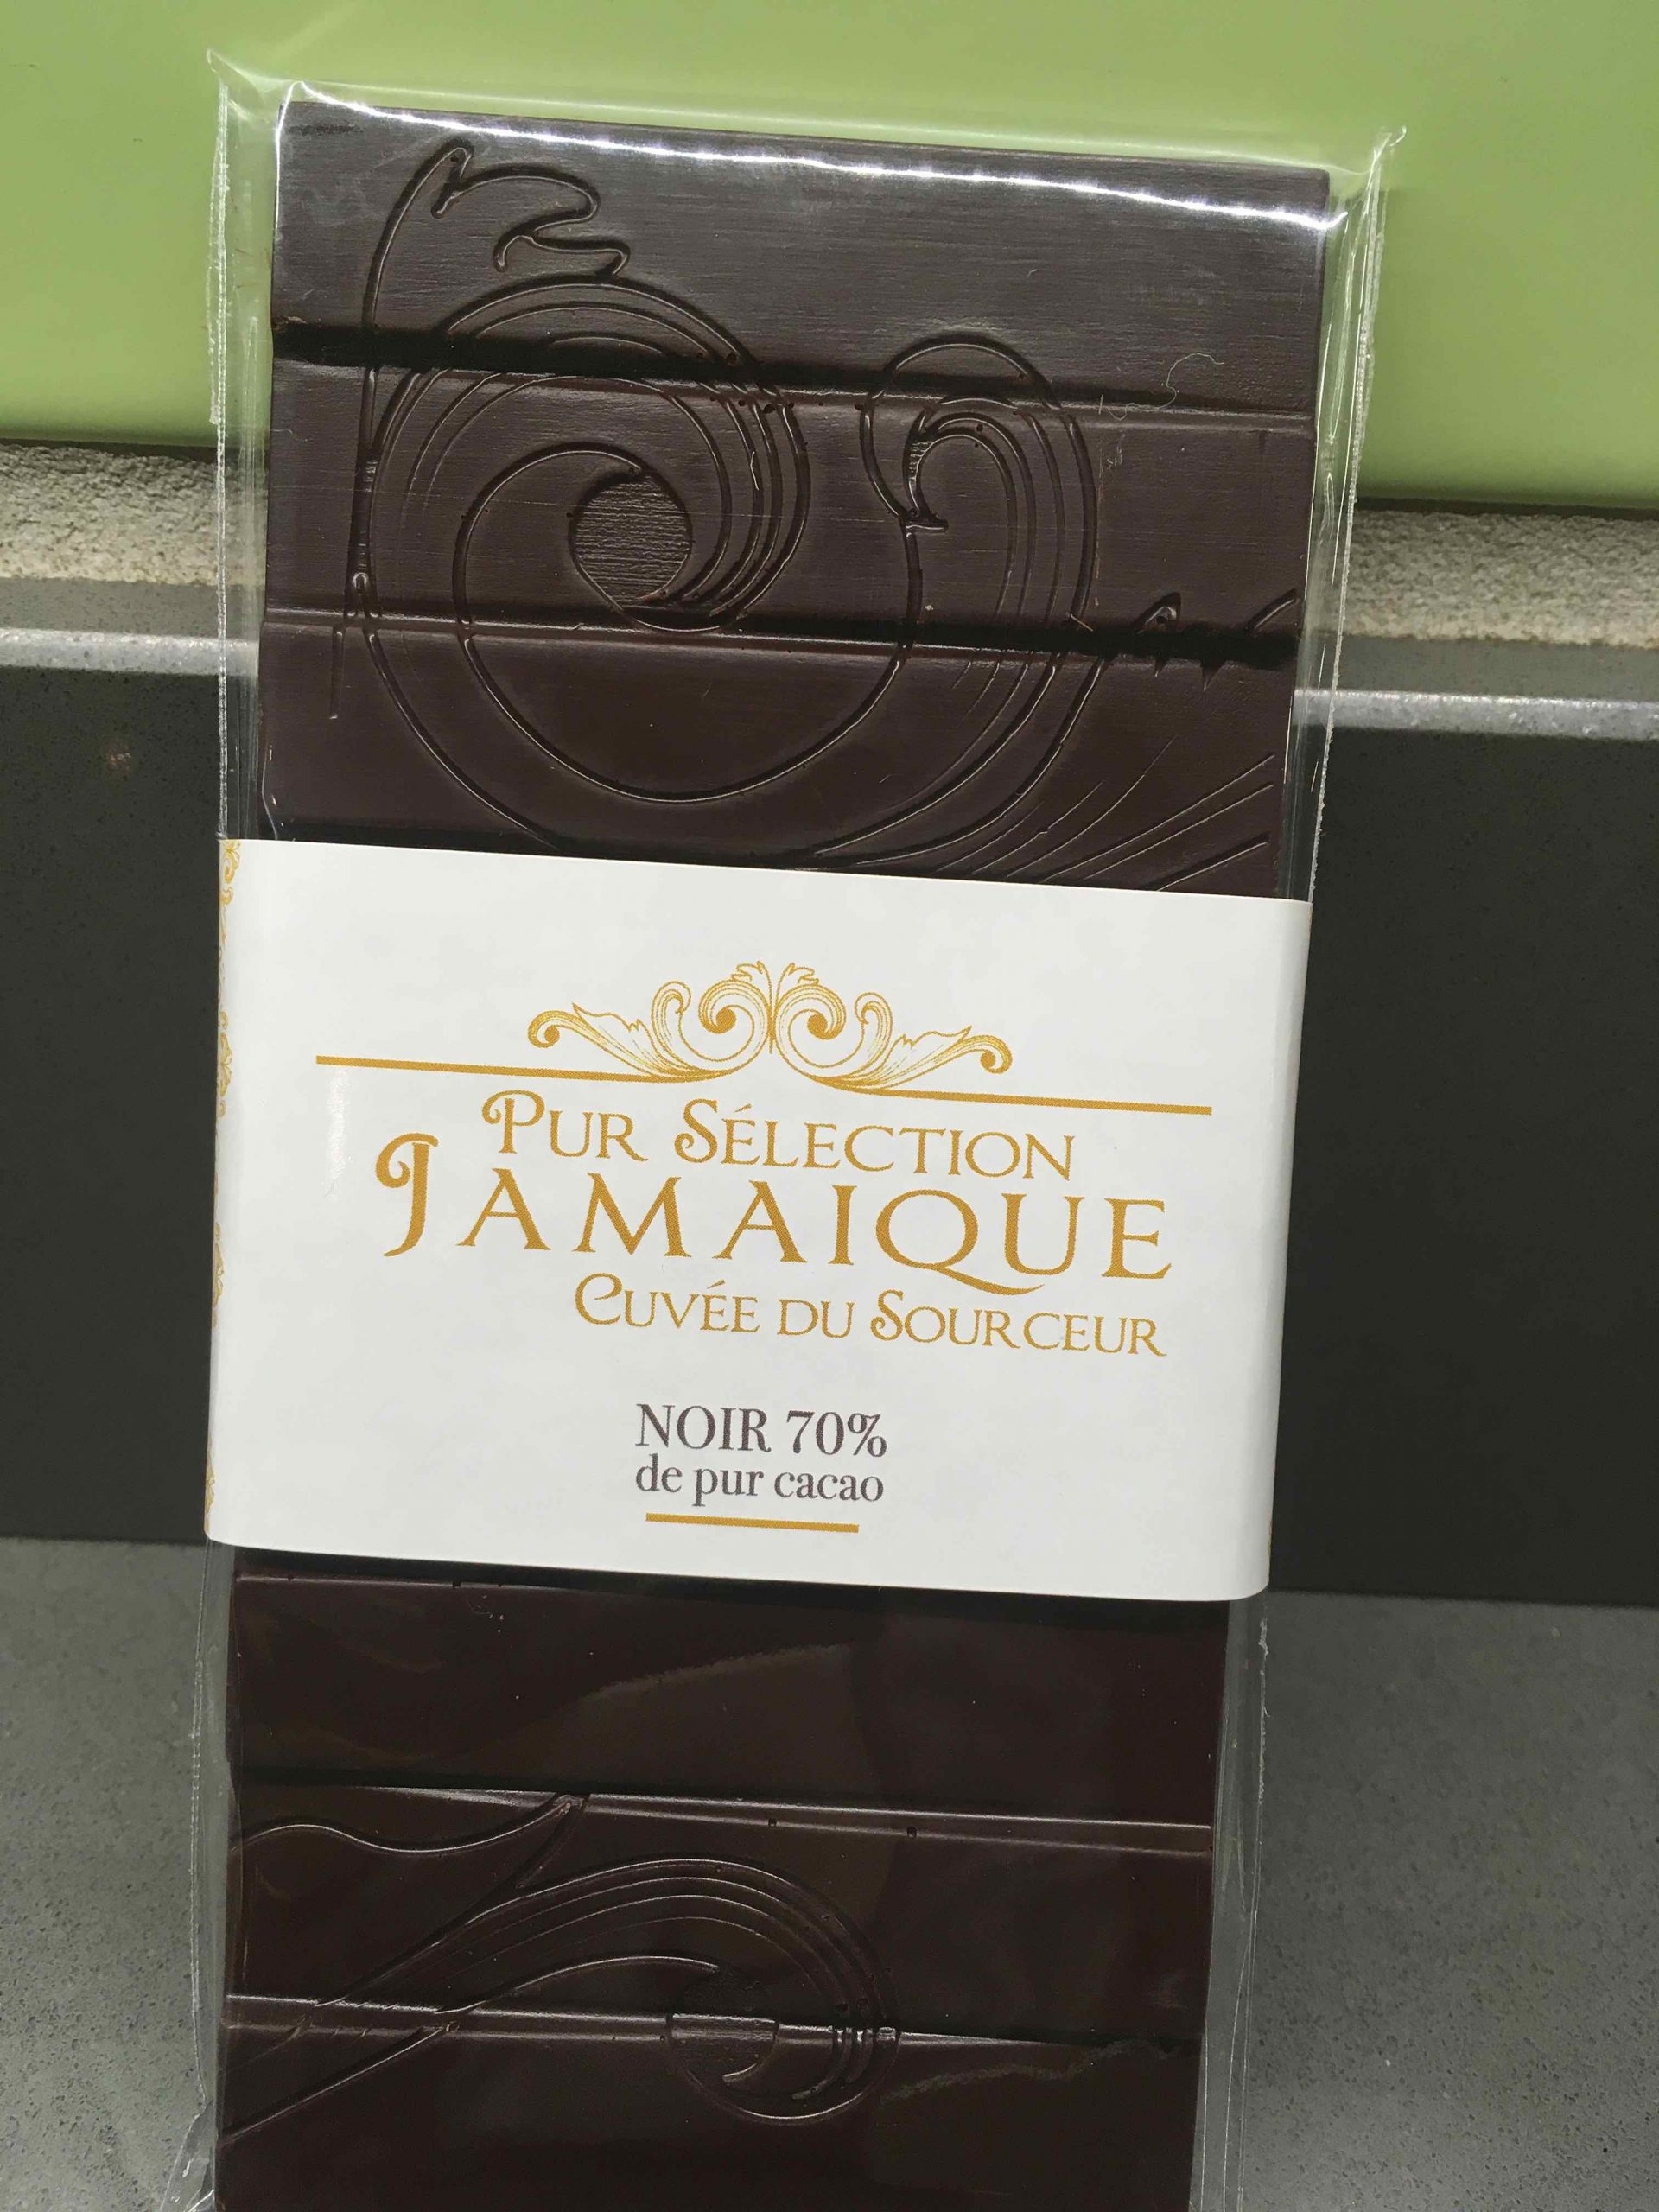 PUR SÉLECTION
JAMAIQUE
CUVÉE DU SOURCEUR
NOIR 70%
de pur cacao